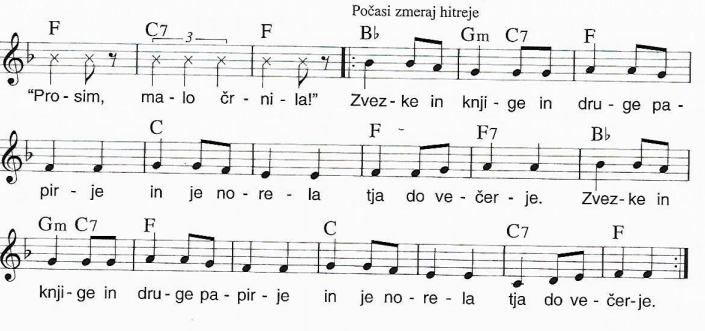 Počasi zmeraj hitreje
F C7 3 F B♭ Gm C7 F
“Pro - sim, ma - lo čr - ni - la!” Zvez - ke in knji - ge in dru - ge pa -
C F F7 B♭
pir - je in je no - re - la tja do ve - čer - je. Zvez - ke in
Gm C7 F C C7 F
knji - ge in dru - ge pa - pir - je in je no - re - la tja do ve - čer - je.